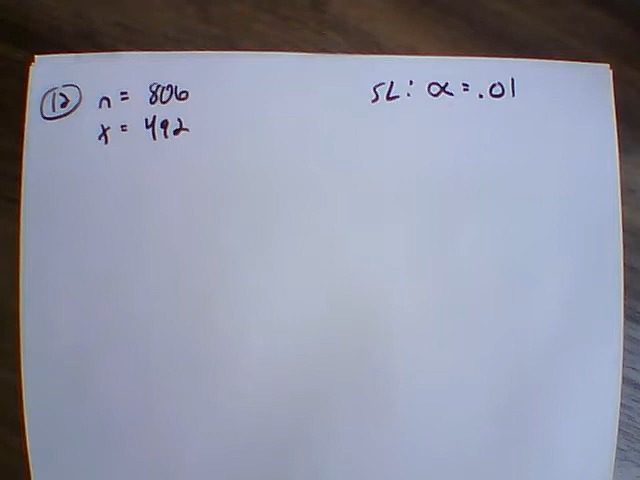 12 n = 806 SL: α = .01
x = 492